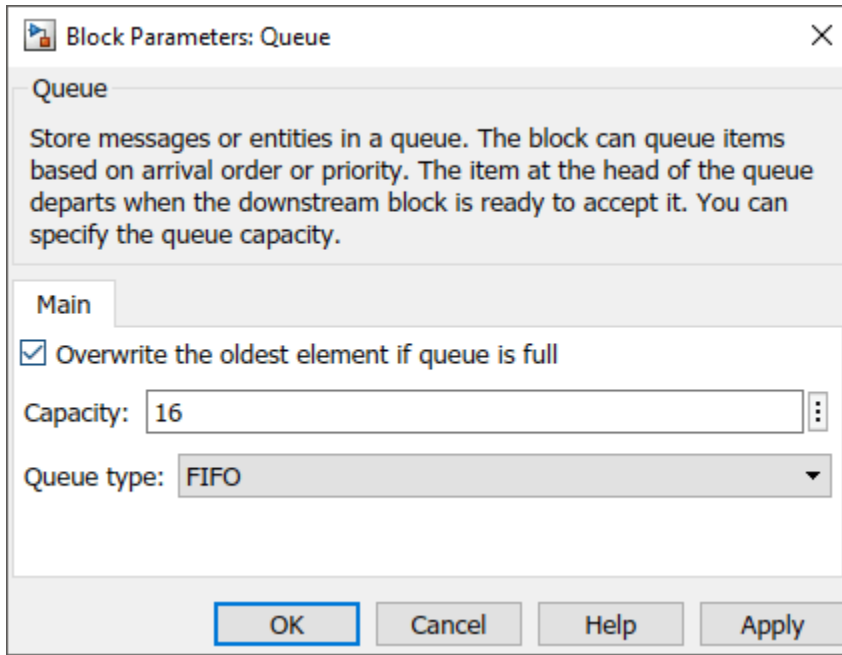 Block Parameters: Queue
Queue
Store messages or entities in a queue. The block can queue items
based on arrival order or priority. The item at the head of the queue
departs when the downstream block is ready to accept it. You can
specify the queue capacity.
Main
Overwrite the oldest element if queue is full
Capacity: 16
Queue type: FIFO
OK Cancel Help Apply